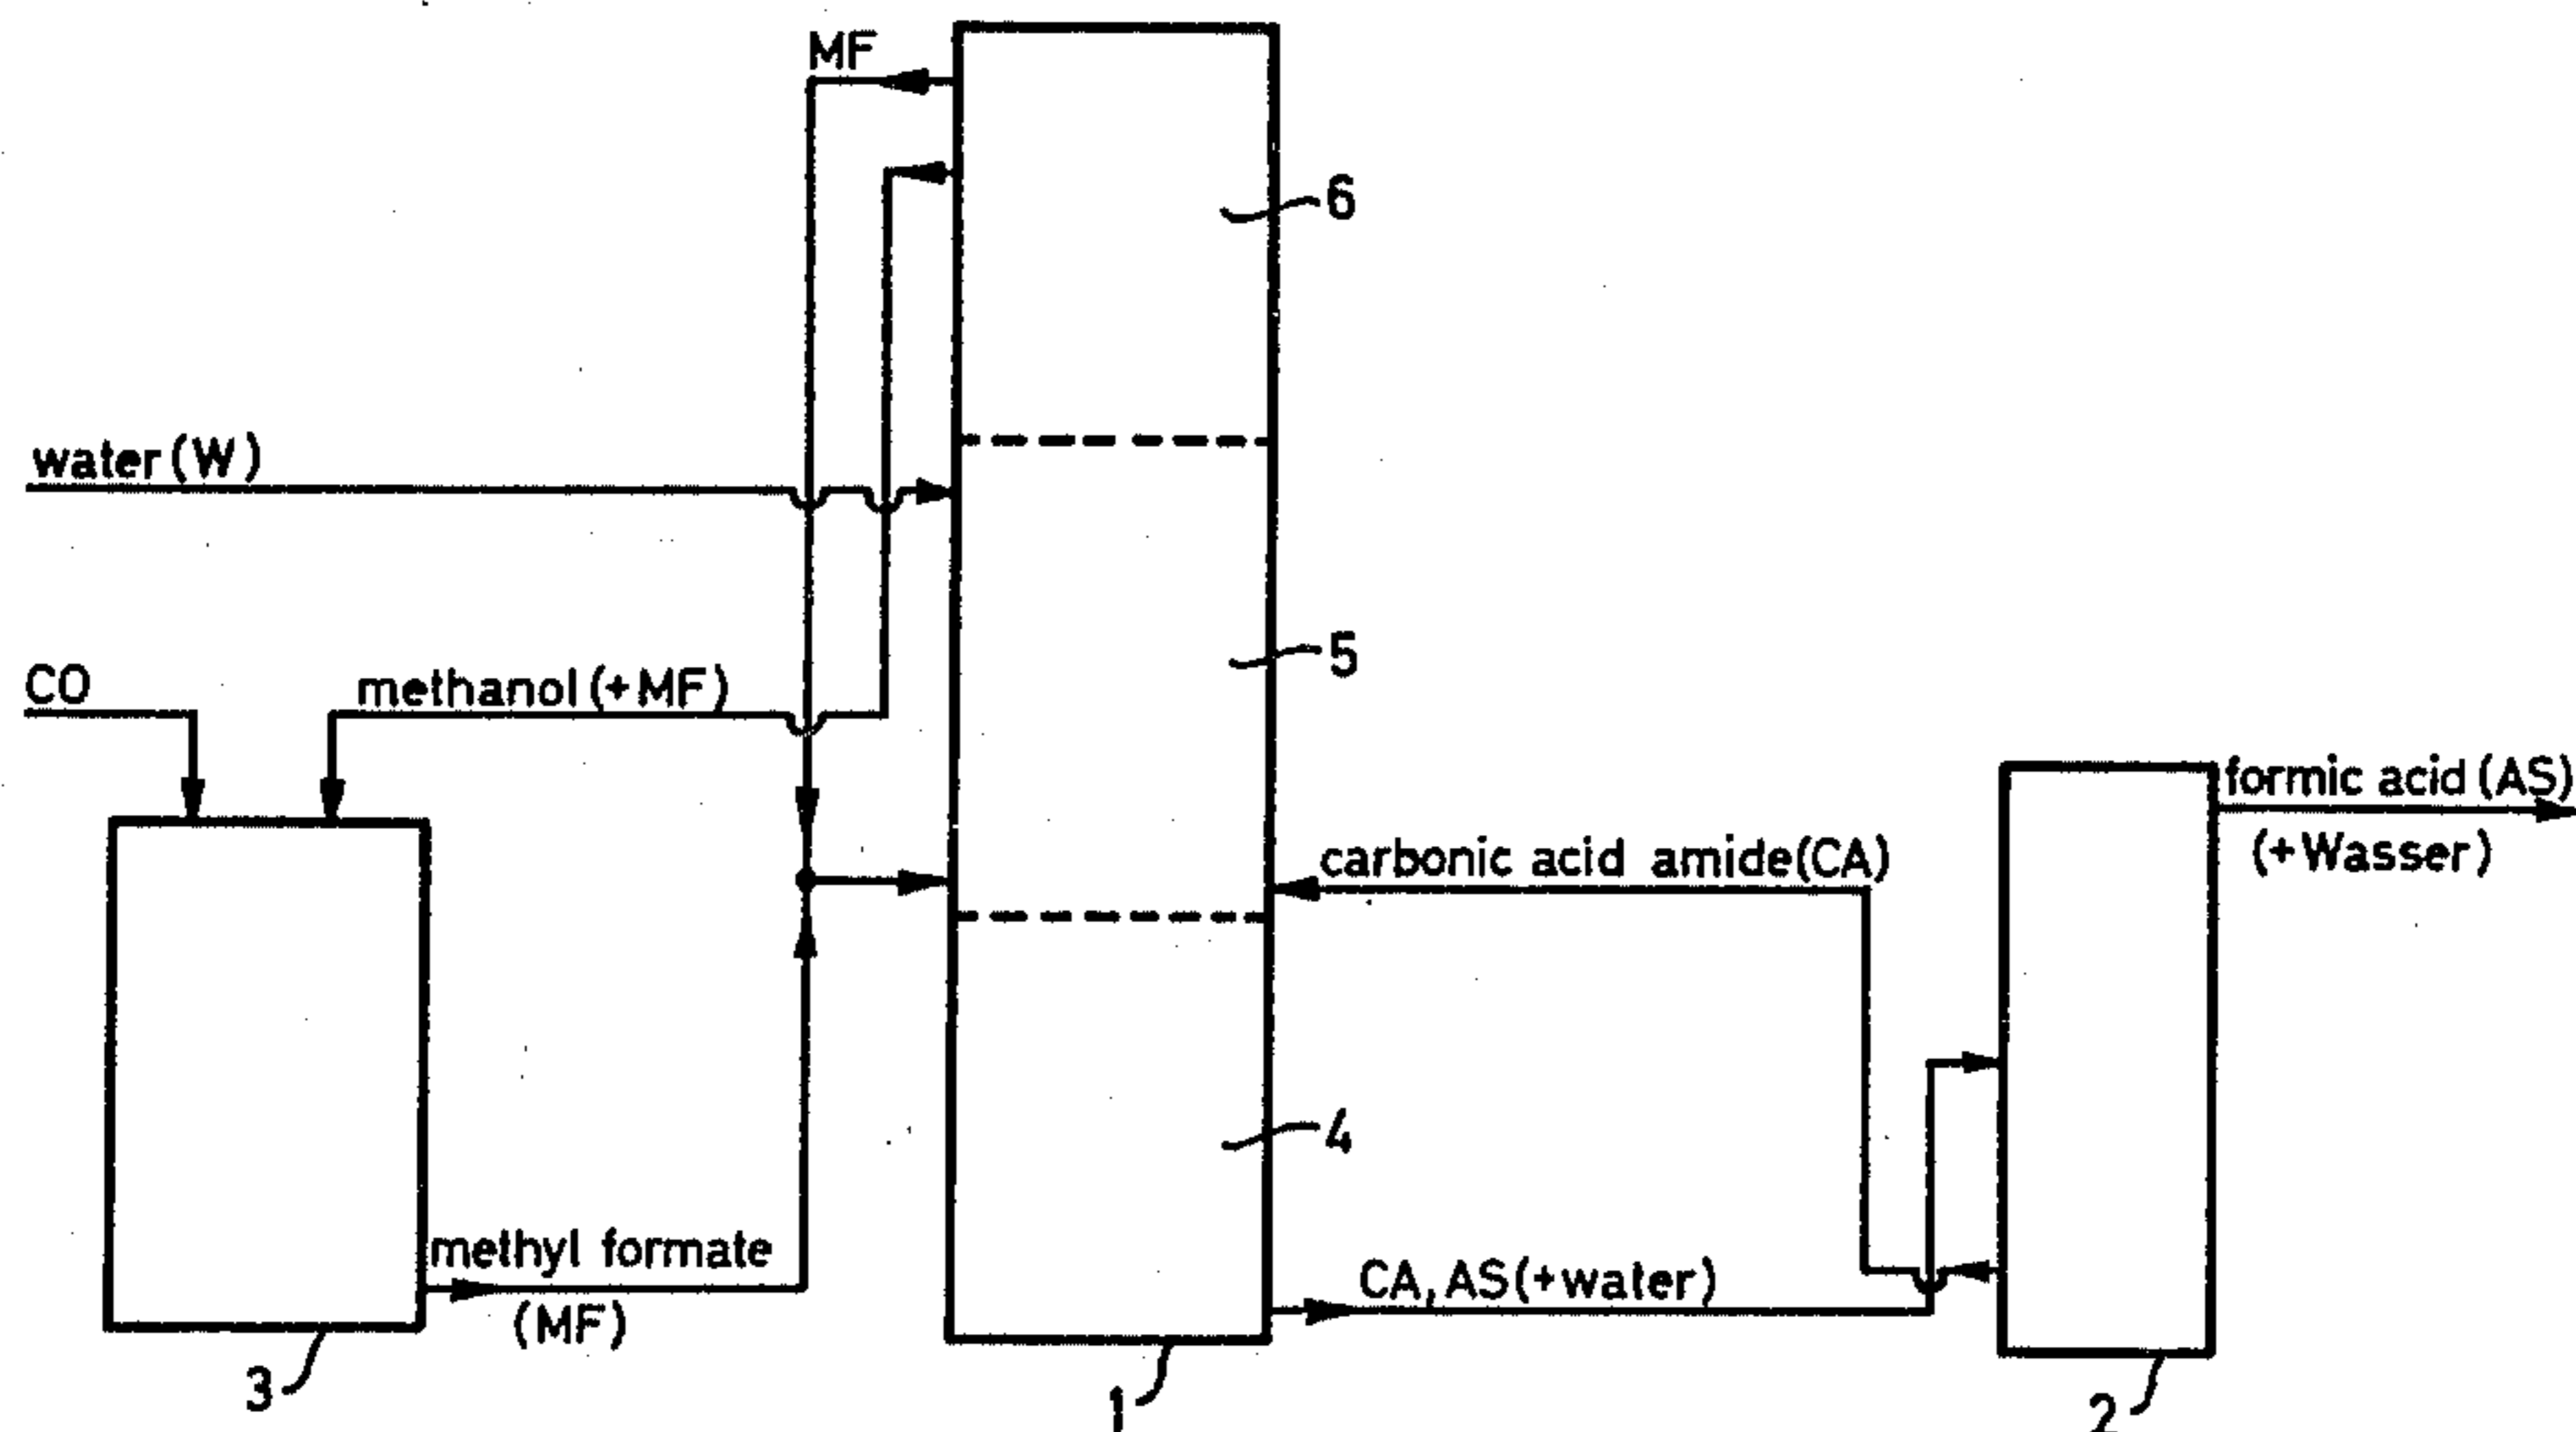 MF
6
water (W)
5
CO
methanol (+MF)
formic acid (AS)
(+Wasser)
carbonic acid amide(CA)
4
methyl formate
(MF)
CA, AS (+water)
3
1
2